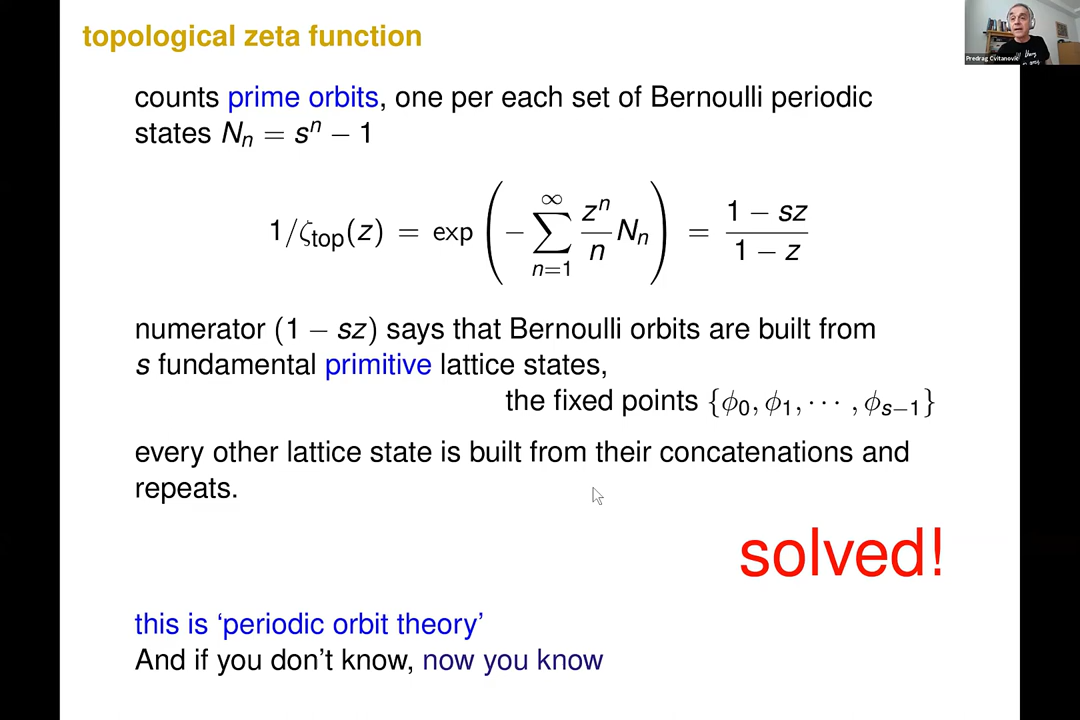 topological zeta function
Predrag Cvitanović
counts prime orbits, one per each set of Bernoulli periodic
states Nₙ = sⁿ − 1
1/ζ_top(z) = exp ( − ∑_{n=1}^{∞} zⁿ/n Nₙ ) = (1 − sz)/(1 − z)
numerator (1 − sz) says that Bernoulli orbits are built from
s fundamental primitive lattice states,
the fixed points {ϕ₀, ϕ₁, ⋯ , ϕ_{s−1}}
every other lattice state is built from their concatenations and
repeats.
solved!
this is ‘periodic orbit theory’
And if you don’t know, now you know